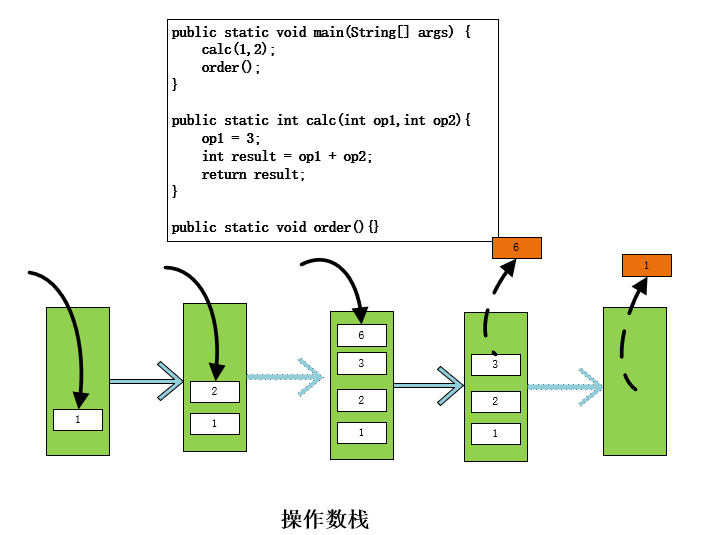 public static void main(String[] args) {
    calc(1,2);
    order();
}
public static int calc(int op1,int op2){
    op1 = 3;
    int result = op1 + op2;
    return result;
}
public static void order(){}
6
1
1
2
1
6
3
2
1
3
2
1
操作数栈